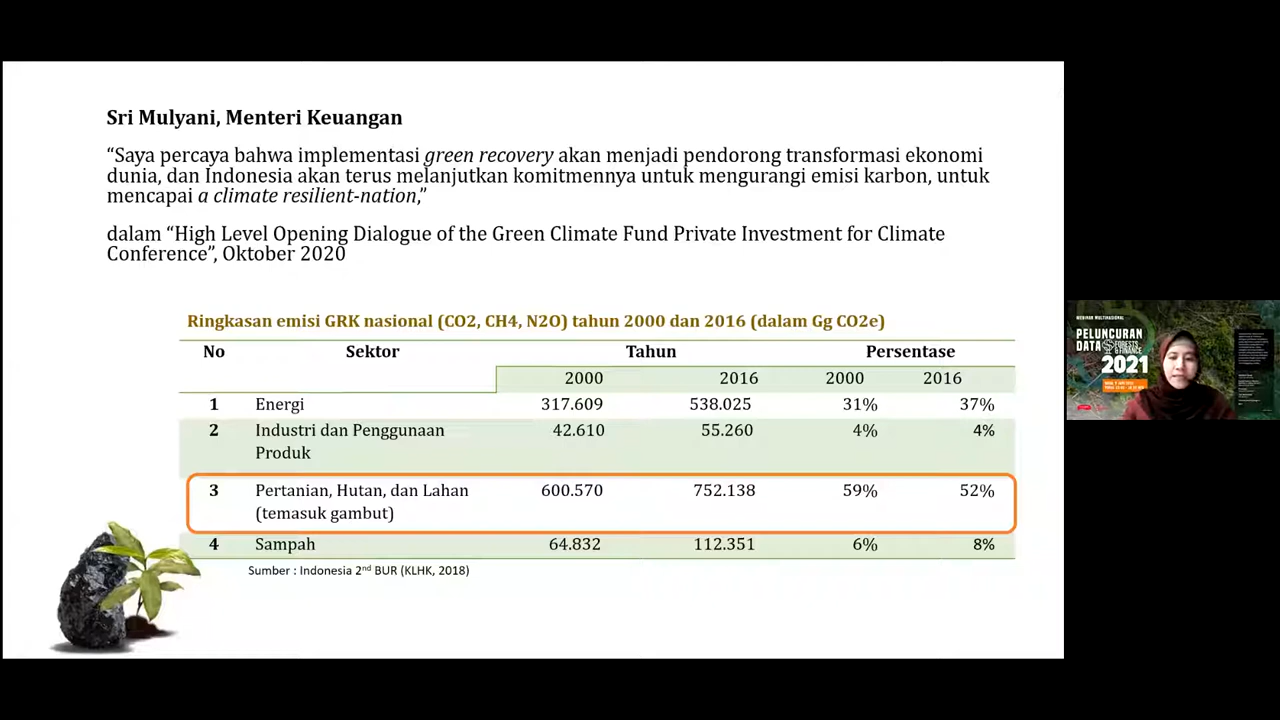 Sri Mulyani, Menteri Keuangan
“Saya percaya bahwa implementasi green recovery akan menjadi pendorong transformasi ekonomi
dunia, dan Indonesia akan terus melanjutkan komitmennya untuk mengurangi emisi karbon, untuk
mencapai a climate resilient-nation,”
dalam “High Level Opening Dialogue of the Green Climate Fund Private Investment for Climate
Conference”, Oktober 2020
Ringkasan emisi GRK nasional (CO2, CH4, N2O) tahun 2000 dan 2016 (dalam Gg CO2e)
No Sektor Tahun Persentase
2000 2016 2000 2016
1 Energi 317.609 538.025 31% 37%
2 Industri dan Penggunaan 42.610 55.260 4% 4%
Produk
3 Pertanian, Hutan, dan Lahan 600.570 752.138 59% 52%
(temasuk gambut)
4 Sampah 64.832 112.351 6% 8%
Sumber : Indonesia 2nd BUR (KLHK, 2018)
WEBINAR MULTINASIONAL
PELUNCURAN
DATA FORESTS
&FINANCE
2021